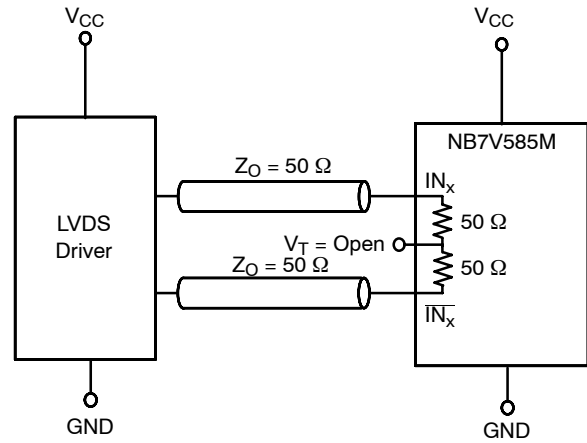 VCC
VCC
NB7V585M
ZO = 50 Ω
INx
50 Ω
LVDS
Driver
VT = Open
50 Ω
ZO = 50 Ω
INx
GND
GND